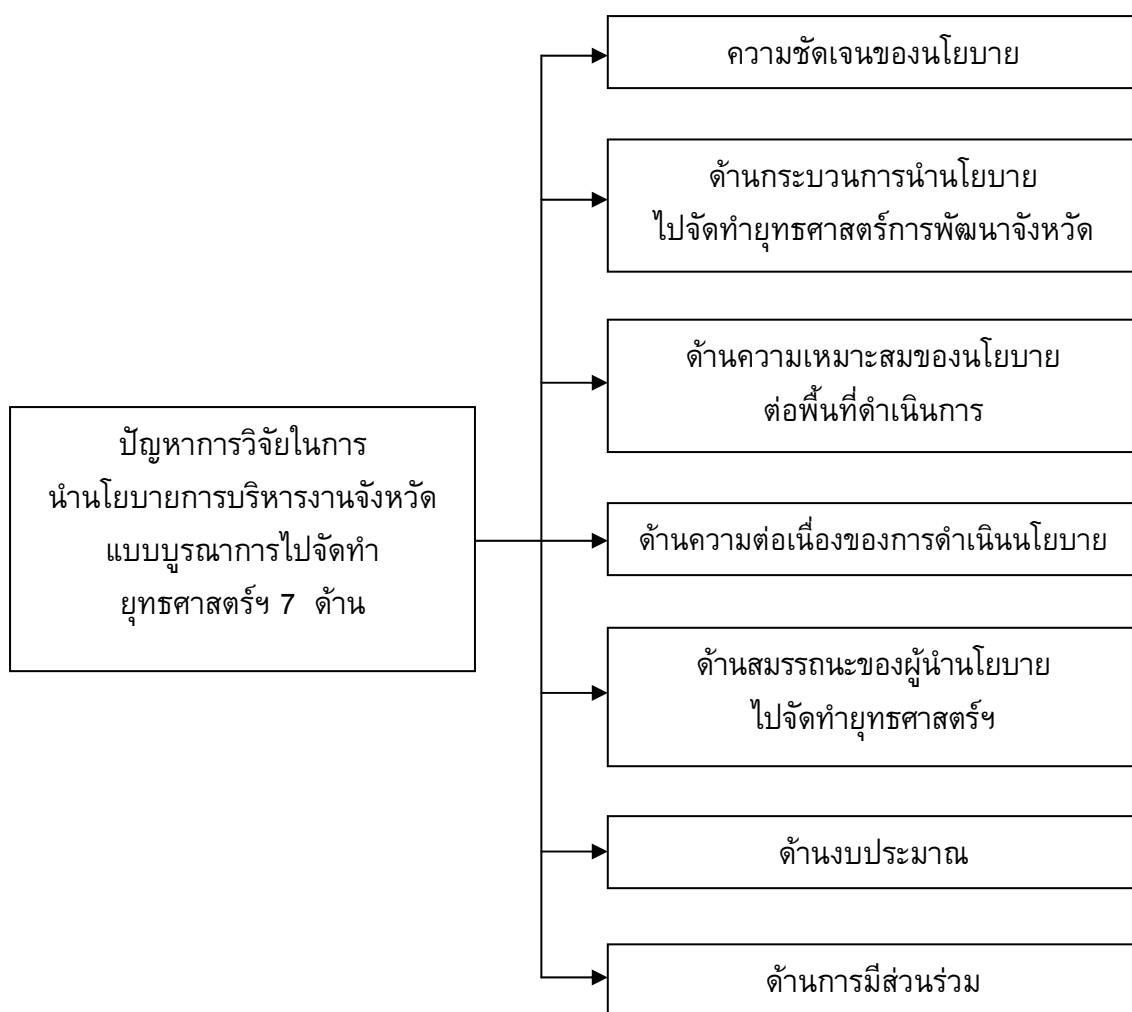 ความชัดเจนของนโยบาย
ด้านกระบวนการนำนโยบาย
ไปจัดทำยุทธศาสตร์การพัฒนาจังหวัด
ด้านความเหมาะสมของนโยบาย
ต่อพื้นที่ดำเนินการ
ปัญหาการวิจัยในการ
นำนโยบายการบริหารงานจังหวัด
แบบบูรณาการไปจัดทำ
ยุทธศาสตร์ฯ 7 ด้าน
ด้านความต่อเนื่องของการดำเนินนโยบาย
ด้านสมรรถนะของผู้นำนโยบาย
ไปจัดทำยุทธศาสตร์ฯ
ด้านงบประมาณ
ด้านการมีส่วนร่วม